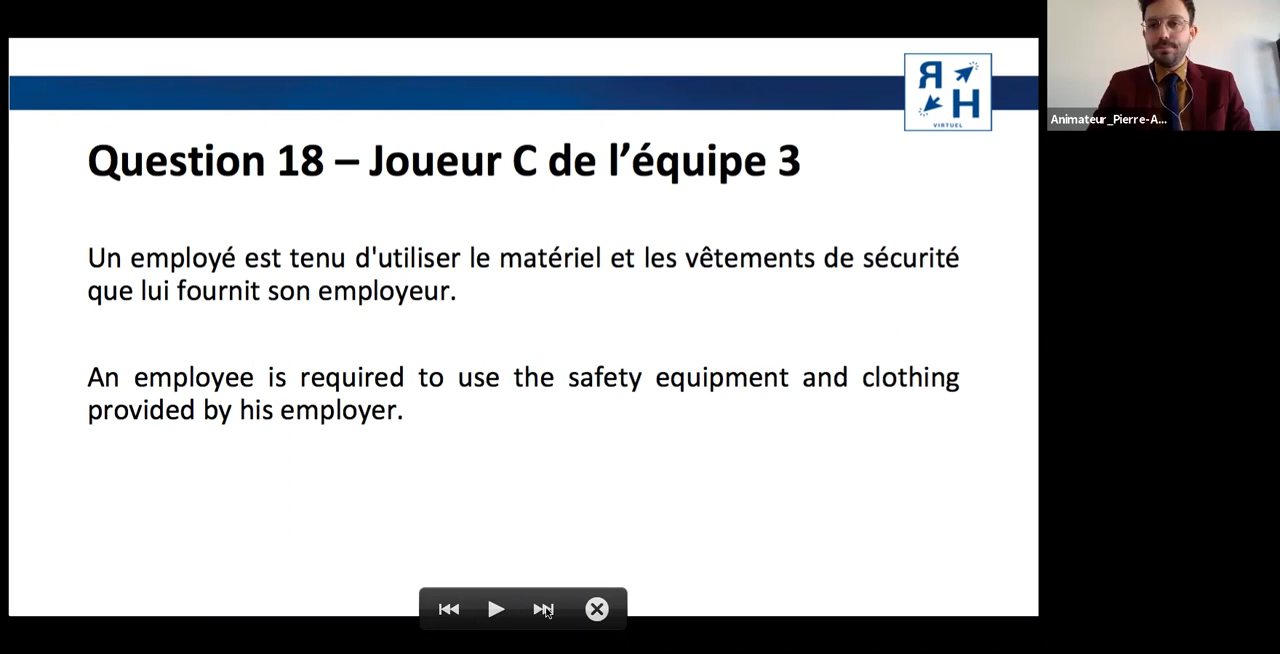 Я
H
VIRTUEL
Animateur_Pierre-A...
Question 18 – Joueur C de l’équipe 3
Un employé est tenu d'utiliser le matériel et les vêtements de sécurité
que lui fournit son employeur.
An employee is required to use the safety equipment and clothing
provided by his employer.